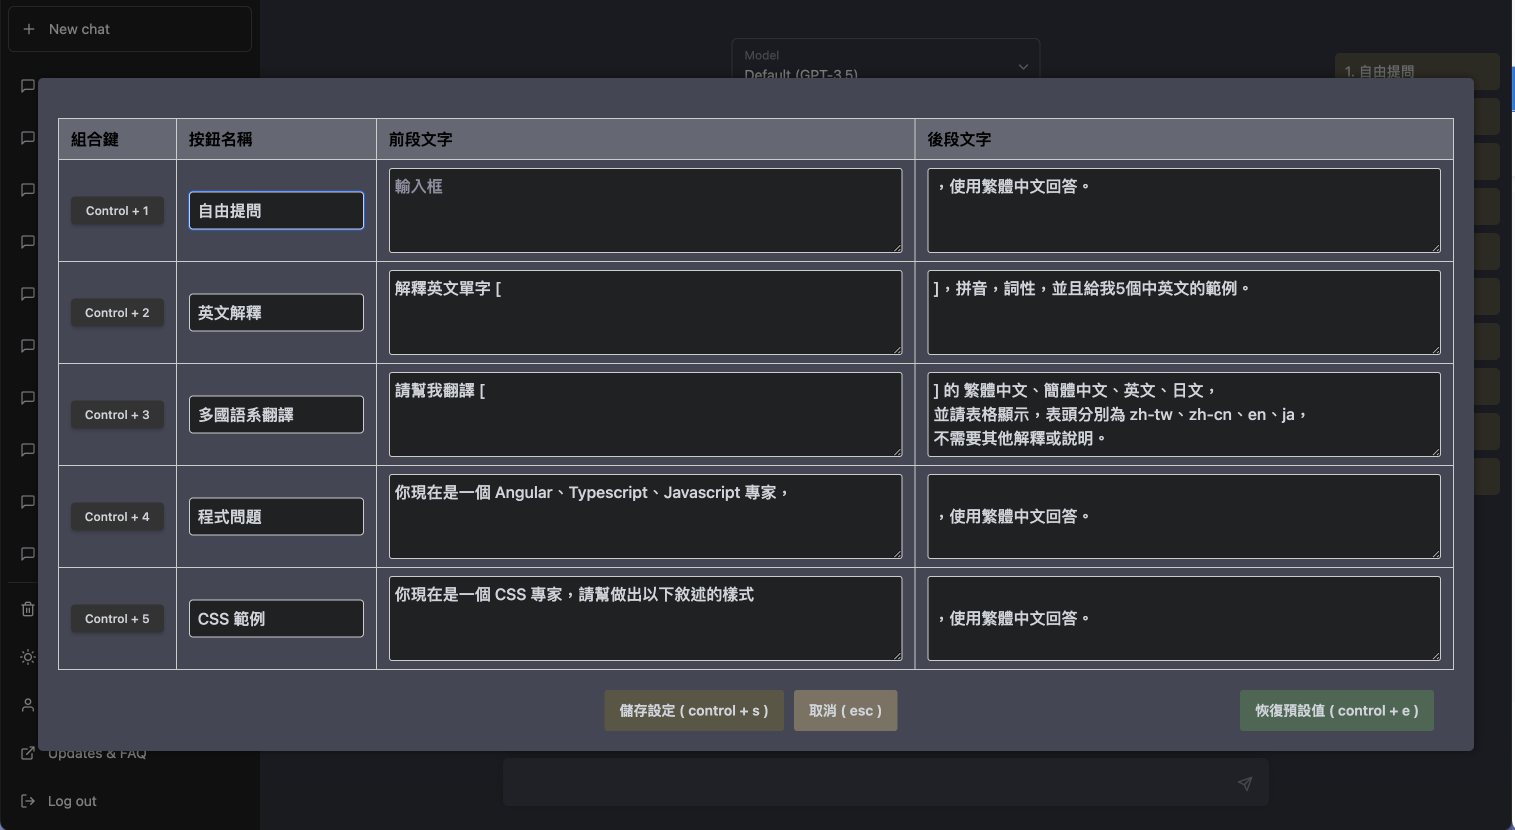 New chat
Model
Default (GPT-3.5)
1. 自由提問
組合鍵 按鈕名稱 前段文字 後段文字
Control + 1 自由提問 輸入框 ，使用繁體中文回答。
Control + 2 英文解釋 解釋英文單字 [ ]，拼音，詞性，並且給我5個中英文的範例。
Control + 3 多國語系翻譯 請幫我翻譯 [ ] 的 繁體中文、簡體中文、英文、日文，
並請表格顯示，表頭分別為 zh-tw、zh-cn、en、ja，
不需要其他解釋或說明。
Control + 4 程式問題 你現在是一個 Angular、Typescript、Javascript 專家， ，使用繁體中文回答。
Control + 5 CSS 範例 你現在是一個 CSS 專家，請幫做出以下敘述的樣式 ，使用繁體中文回答。
儲存設定 ( control + s ) 取消 ( esc ) 恢復預設值 ( control + e )
Updates & FAQ
Log out